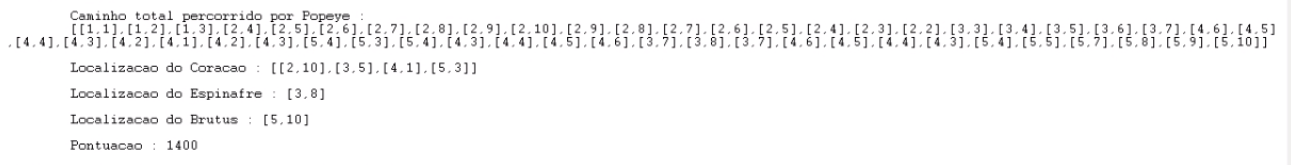 Caminho total percorrido por Popeye :
[[1,1],[1,2],[1,3],[2,4],[2,5],[2,6],[2,7],[2,8],[2,9],[2,10],[2,9],[2,8],[2,7],[2,6],[2,5],[2,4],[2,3],[2,2],[3,3],[3,4],[3,5],[3,6],[3,7],[4,6],[4,5]
,[4,4],[4,3],[4,2],[4,1],[4,2],[4,3],[5,4],[5,3],[5,4],[4,3],[4,4],[4,5],[4,6],[3,7],[3,8],[3,7],[4,6],[4,5],[4,4],[4,3],[5,4],[5,5],[5,7],[5,8],[5,9],[5,10]]
Localizacao do Coracao : [[2,10],[3,5],[4,1],[5,3]]
Localizacao do Espinafre : [3,8]
Localizacao do Brutus : [5,10]
Pontuacao : 1400